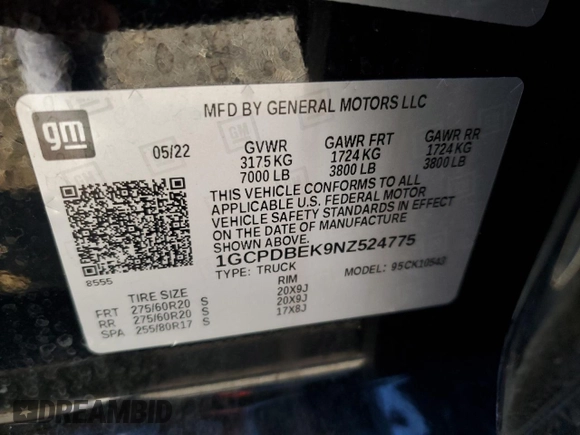 MFD BY GENERAL MOTORS LLC
gm
05/22 GVWR GAWR FRT GAWR RR
3175 KG 1724 KG 1724 KG
7000 LB 3800 LB 3800 LB
THIS VEHICLE CONFORMS TO ALL
APPLICABLE U.S. FEDERAL MOTOR
VEHICLE SAFETY STANDARDS IN EFFECT
ON THE DATE OF MANUFACTURE
SHOWN ABOVE.
1GCPDBEK9NZ524775
8555
TYPE: TRUCK MODEL: 95CK10543
TIRE SIZE RIM
FRT 275/60R20 S 20X9J
RR 275/60R20 S 20X9J
SPA 255/80R17 S 17X8J
DREAMBID